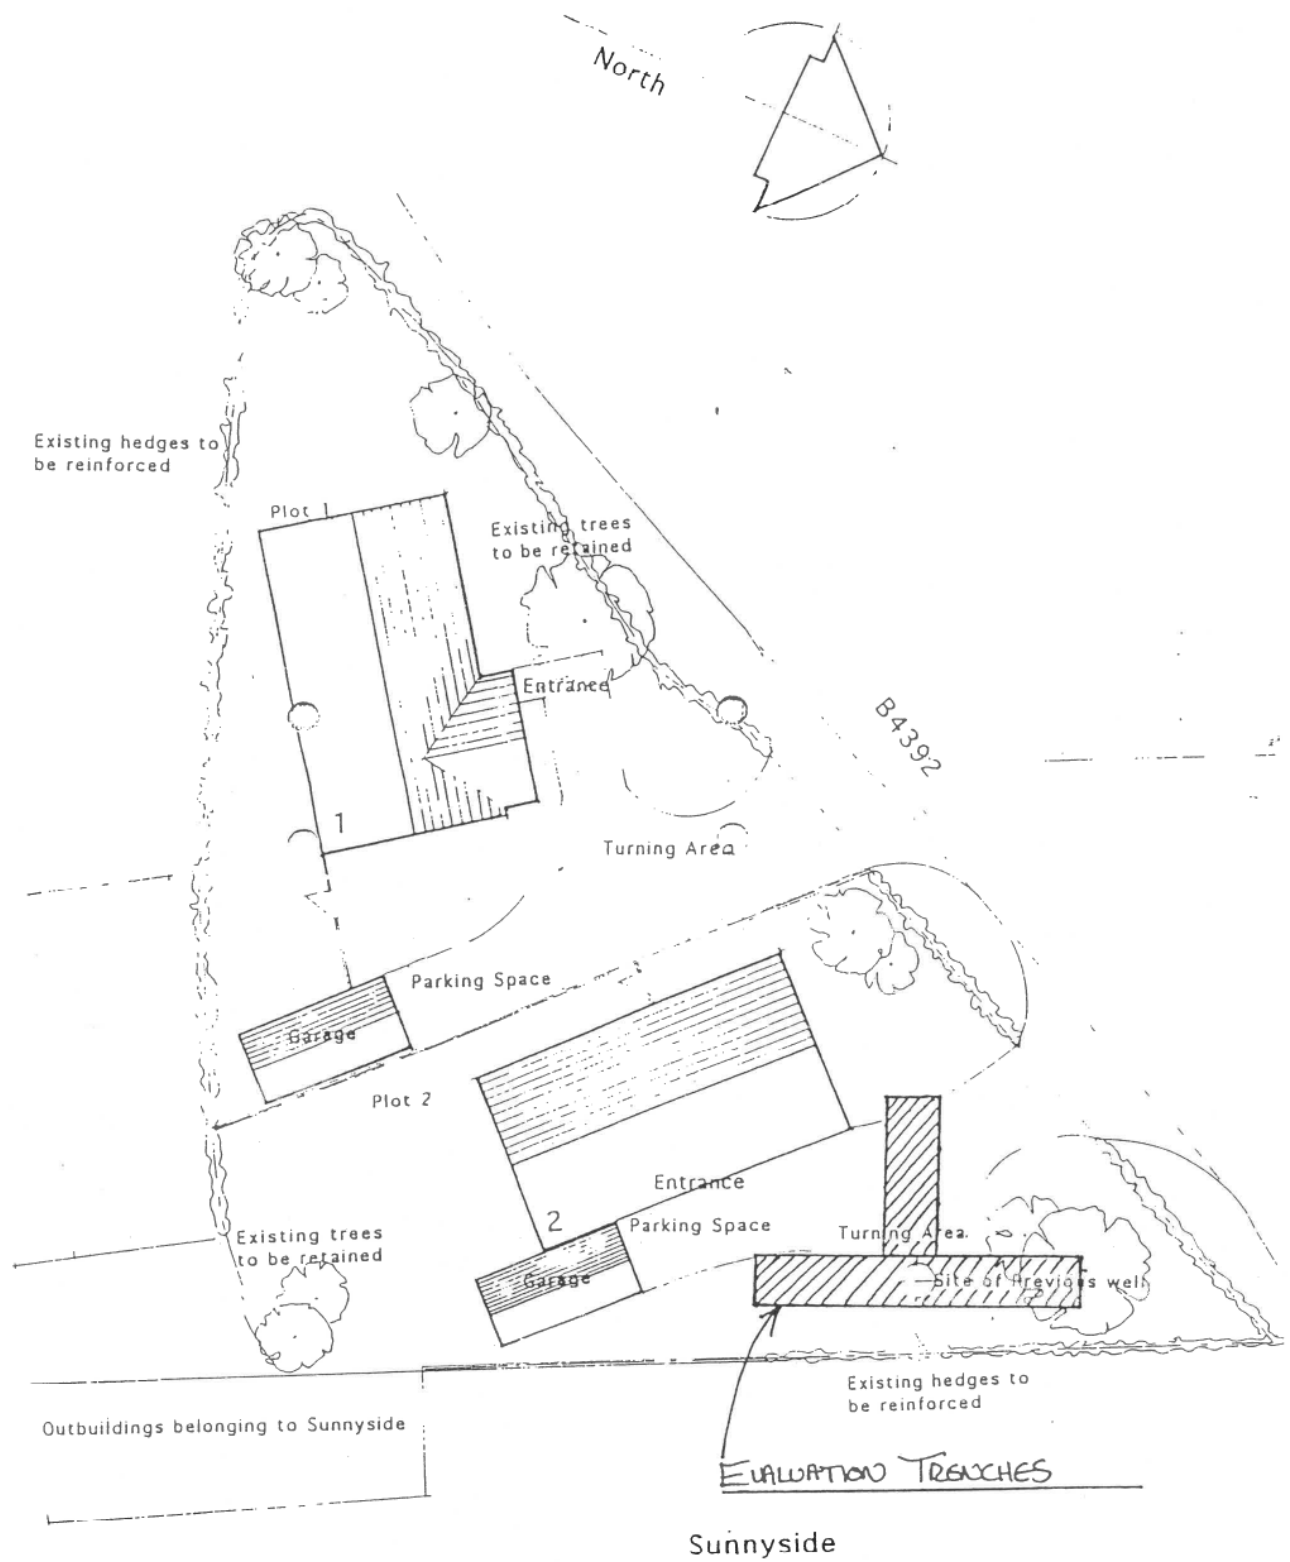 North
Existing hedges to
be reinforced
Plot 1
Existing trees
to be retained
Entrance
B4392
1
Turning Area
Parking Space
Garage
Plot 2
Entrance
2
Parking Space
Existing trees
to be retained
Turning Area
Garage
Site of Previous well
Existing hedges to
be reinforced
Outbuildings belonging to Sunnyside
EVALUATION TRENCHES
Sunnyside